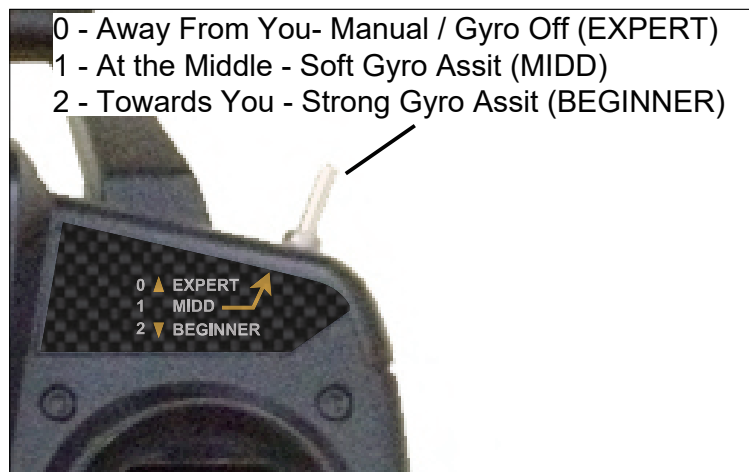 0 - Away From You- Manual / Gyro Off (EXPERT)
1 - At the Middle - Soft Gyro Assit (MIDD)
2 - Towards You - Strong Gyro Assit (BEGINNER)
0 EXPERT
1 MIDD
2 BEGINNER